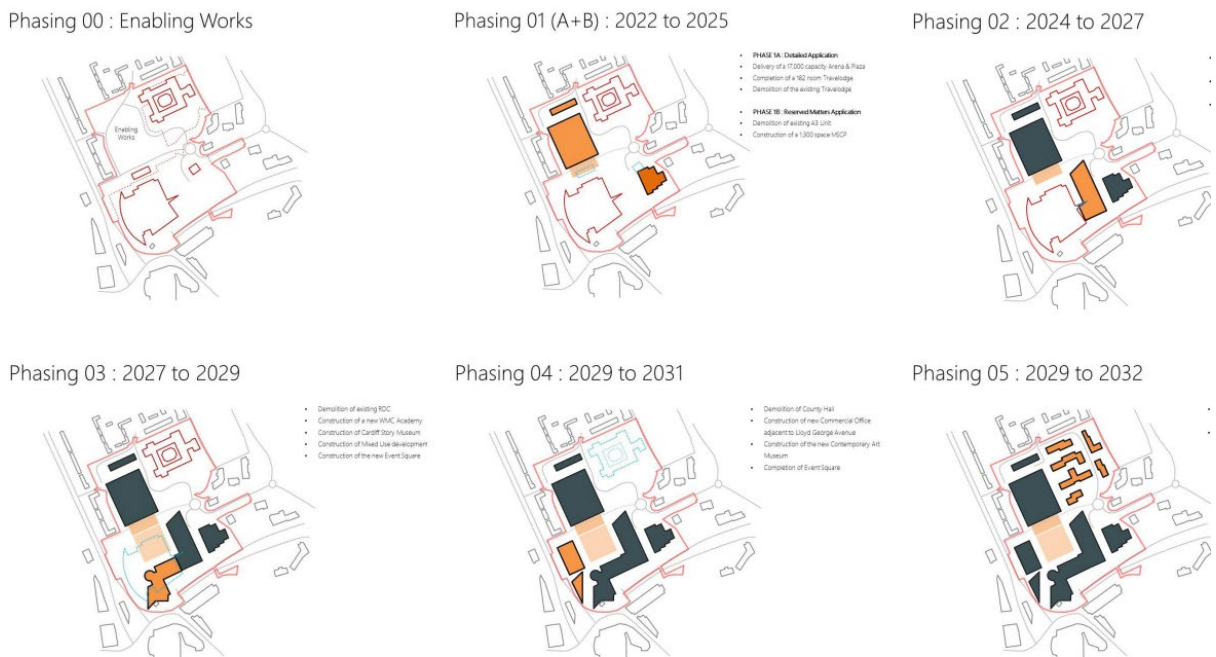 Phasing 00 : Enabling Works
Enabling
Works
Phasing 01 (A+B) : 2022 to 2025
• PHASE 1A : Detailed Application
• Delivery of a 17,000 capacity Arena & Plaza
• Completion of a 182 room Travelodge
• Demolition of the existing Travelodge
• PHASE 1B : Reserved Matters Application
• Demolition of existing A3 Unit
• Construction of a 1,300 space MSCP
Phasing 02 : 2024 to 2027
Phasing 03 : 2027 to 2029
• Demolition of existing RDC
• Construction of a new WMC Academy
• Construction of Cardiff Story Museum
• Construction of Mixed Use development
• Construction of the new Event Square
Phasing 04 : 2029 to 2031
• Demolition of County Hall
• Construction of new Commercial Office
adjacent to Lloyd George Avenue
• Construction of the new Contemporary Art
Museum
• Completion of Event Square
Phasing 05 : 2029 to 2032